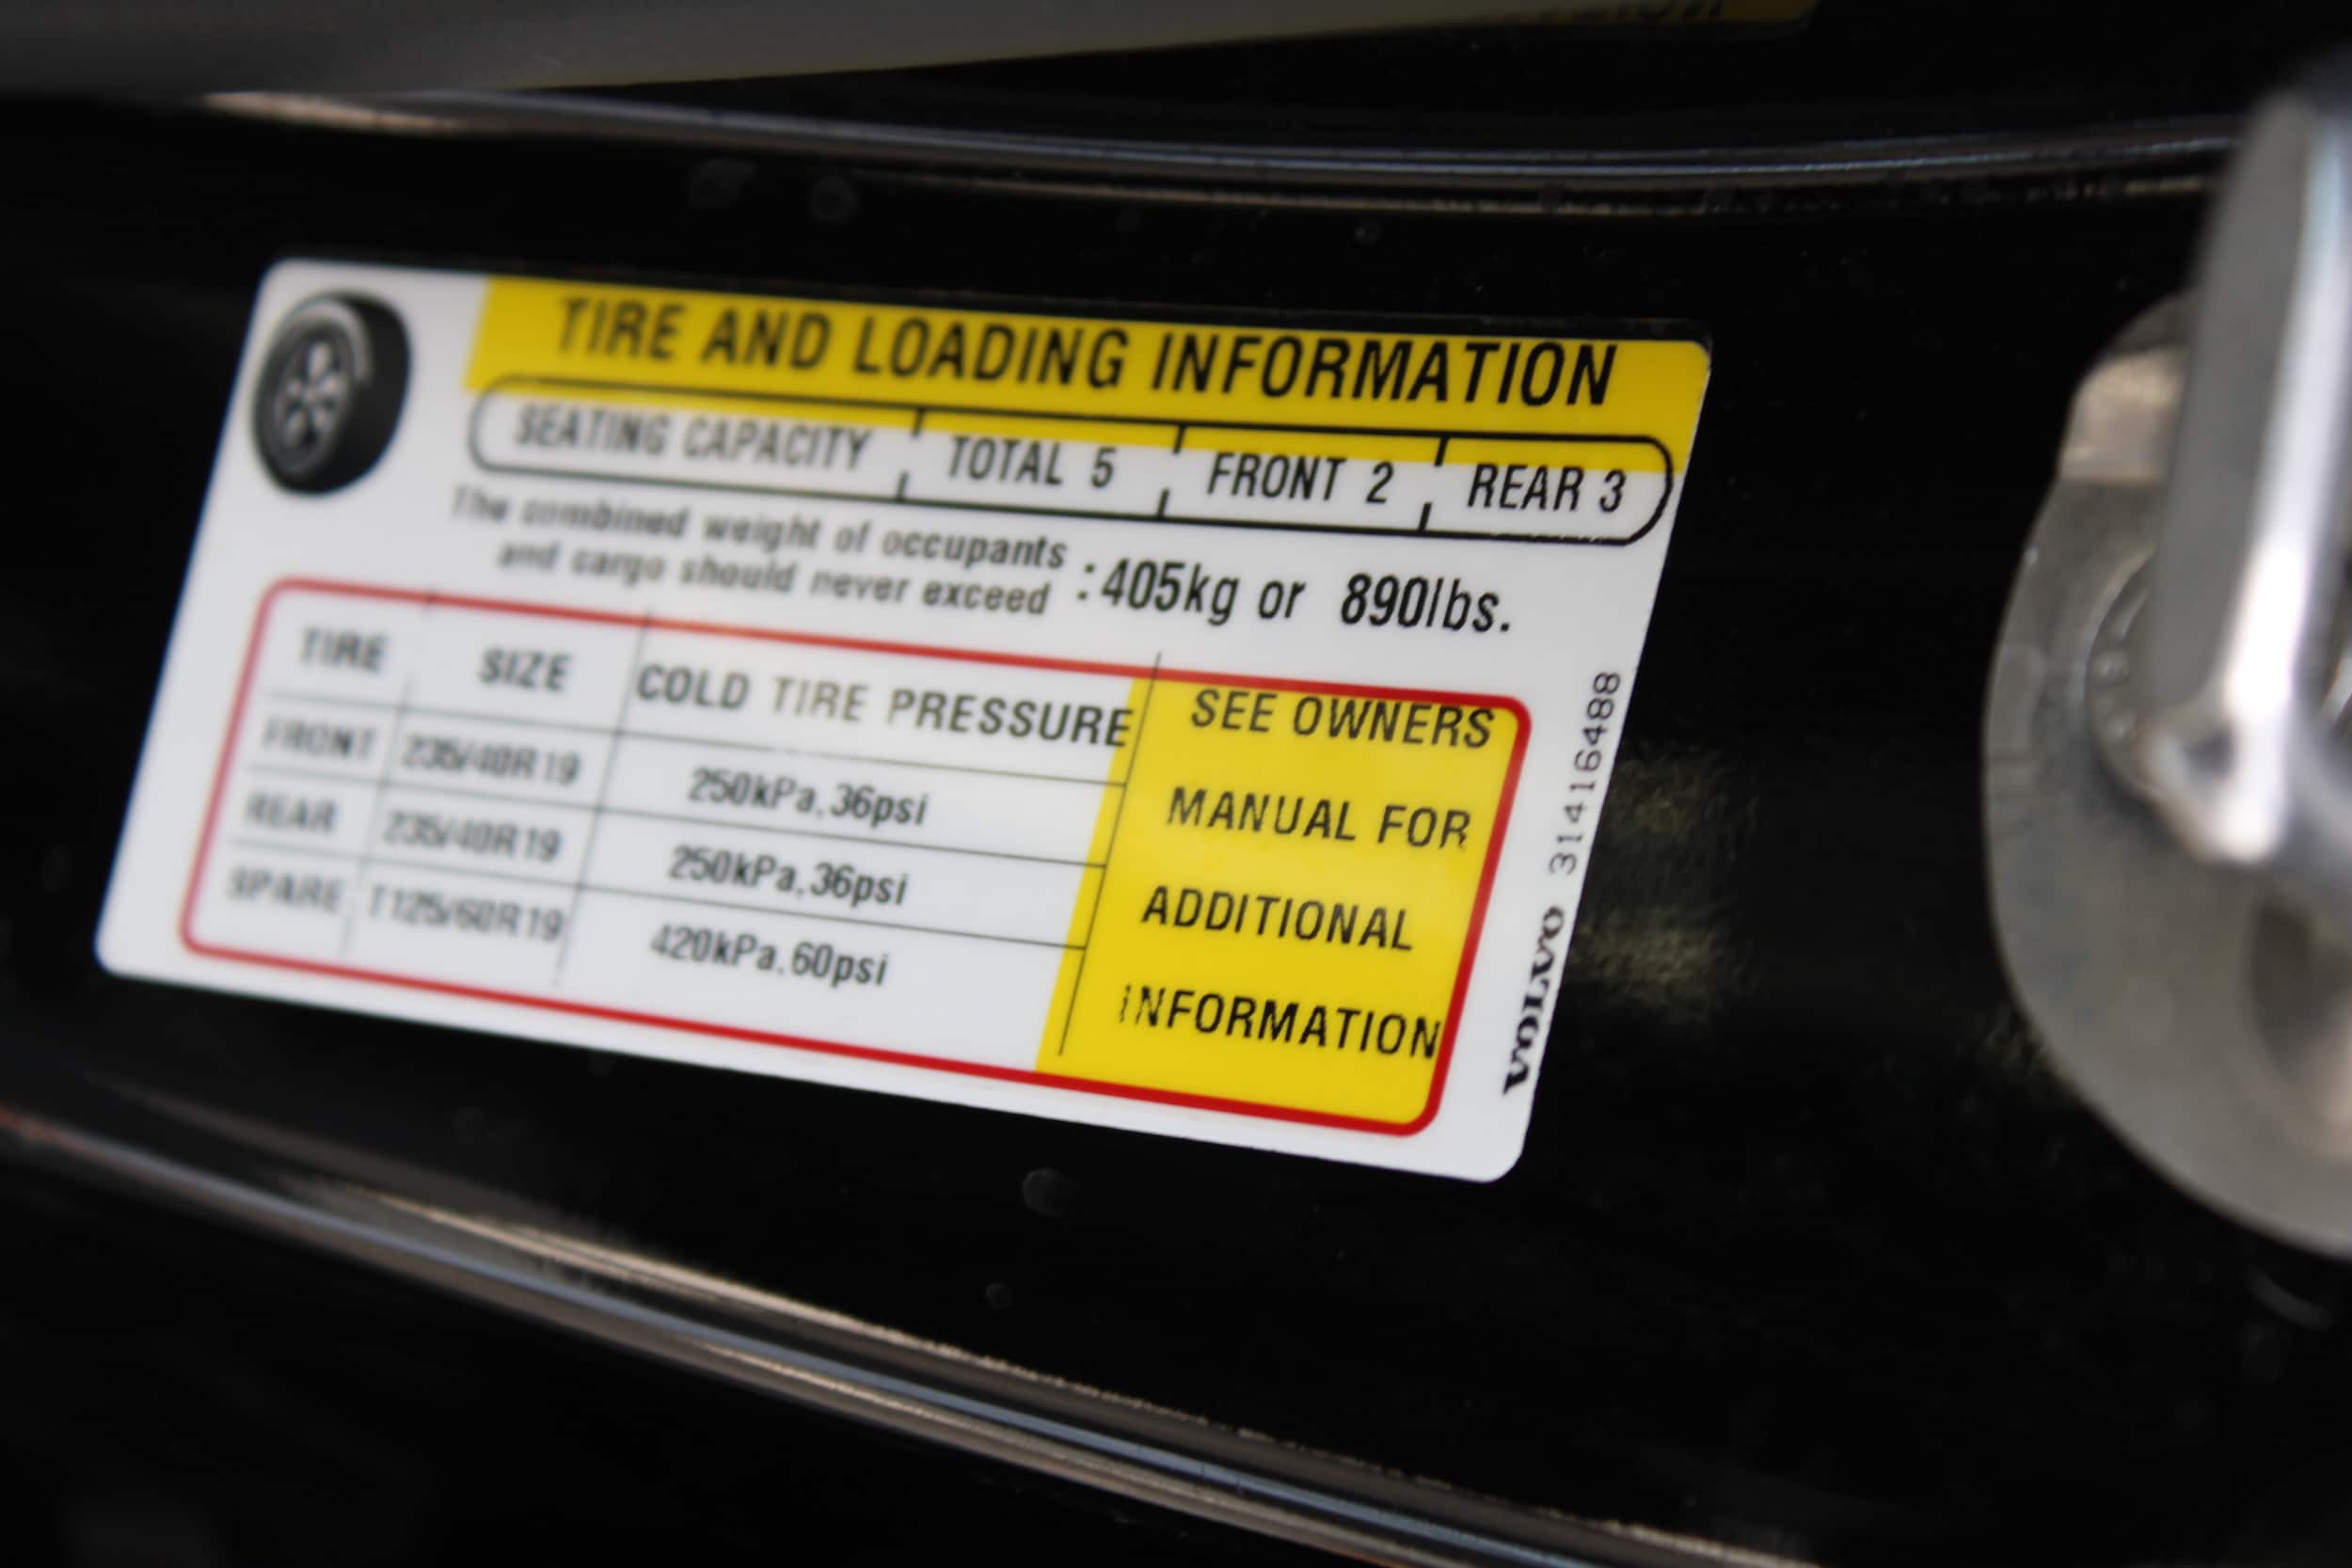 TIRE AND LOADING INFORMATION
SEATING CAPACITY TOTAL 5 FRONT 2 REAR 3
The combined weight of occupants
and cargo should never exceed : 405kg or 890lbs.
TIRE SIZE COLD TIRE PRESSURE
FRONT 235/40R19 250kPa,36psi
REAR 235/40R19 250kPa,36psi
SPARE T125/60R19 420kPa,60psi
SEE OWNERS
MANUAL FOR
ADDITIONAL
INFORMATION
VOLVO 31416488